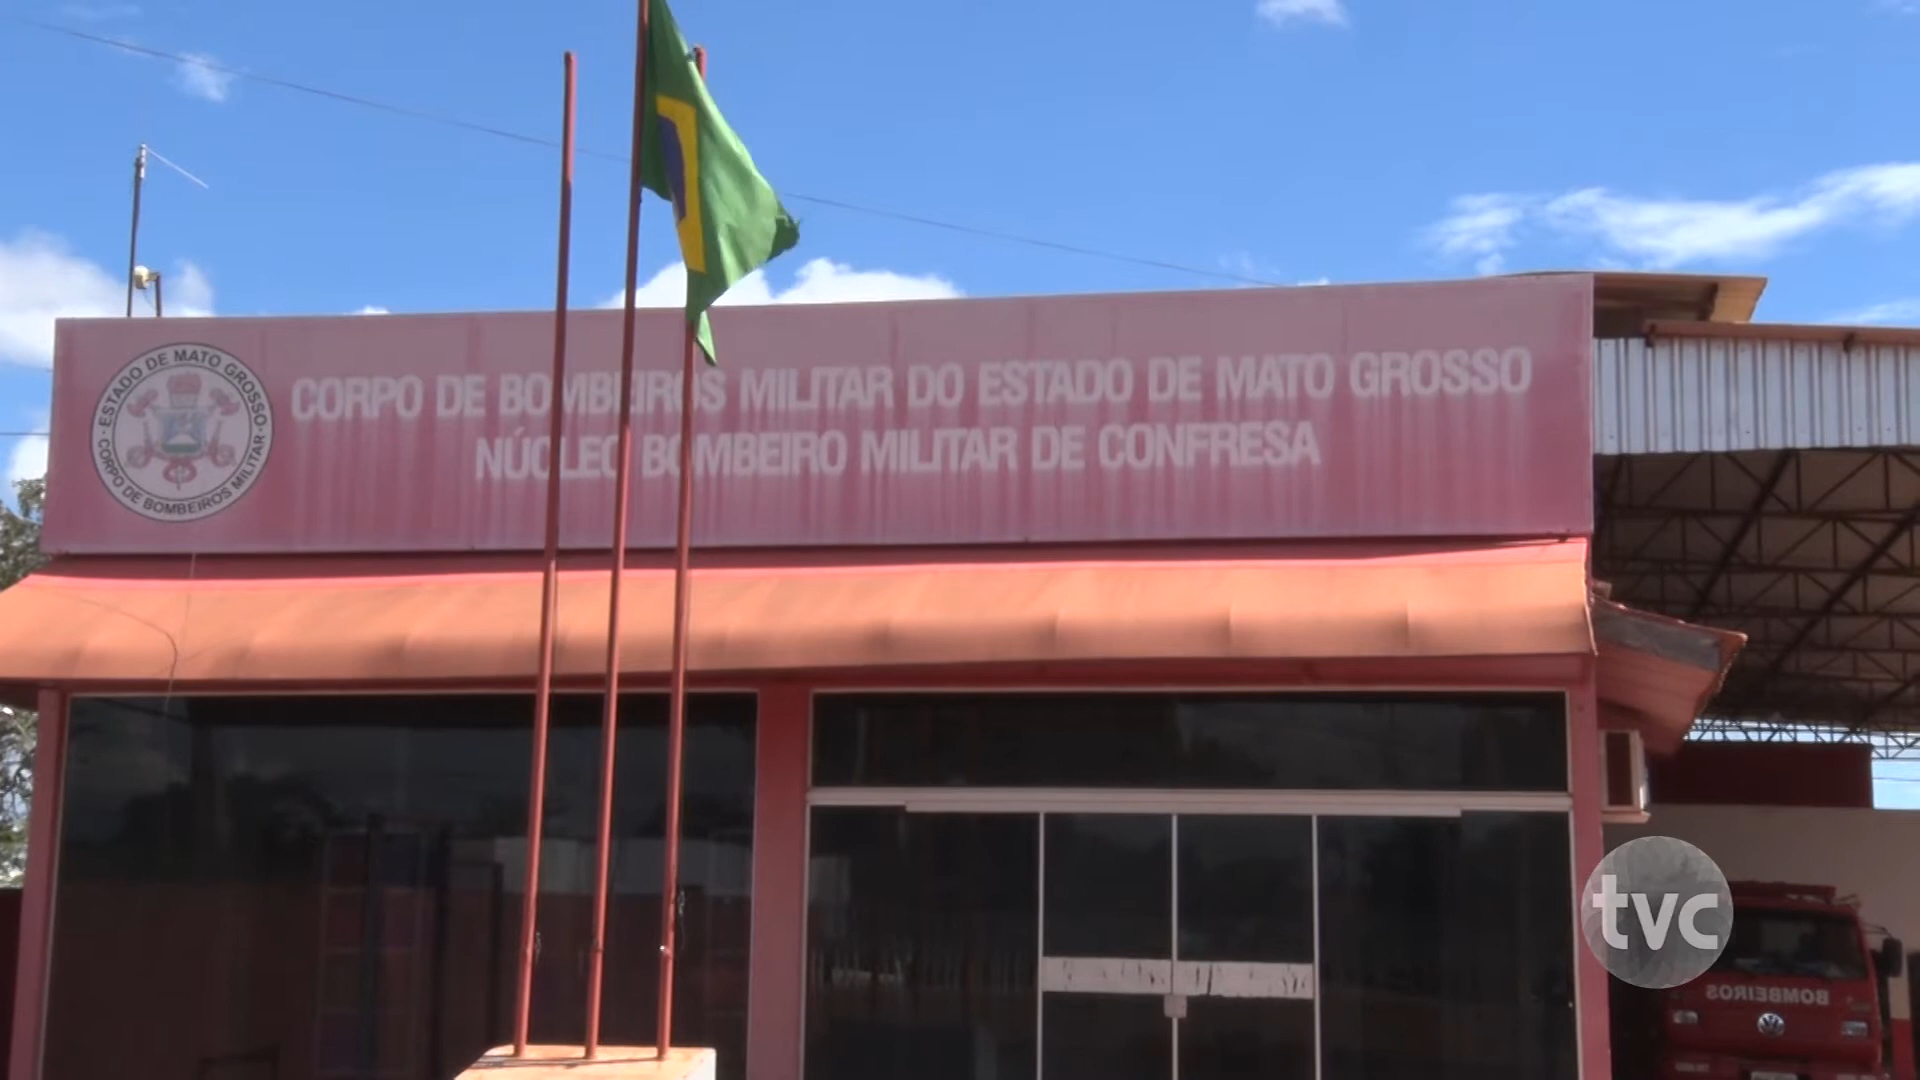 CORPO DE BOMBEIROS MILITAR DO ESTADO DE MATO GROSSO
NÚCLEO BOMBEIRO MILITAR DE CONFRESA
ESTADO DE MATO GROSSO
CORPO DE BOMBEIROS MILITAR
tvc
BOMBEIROS